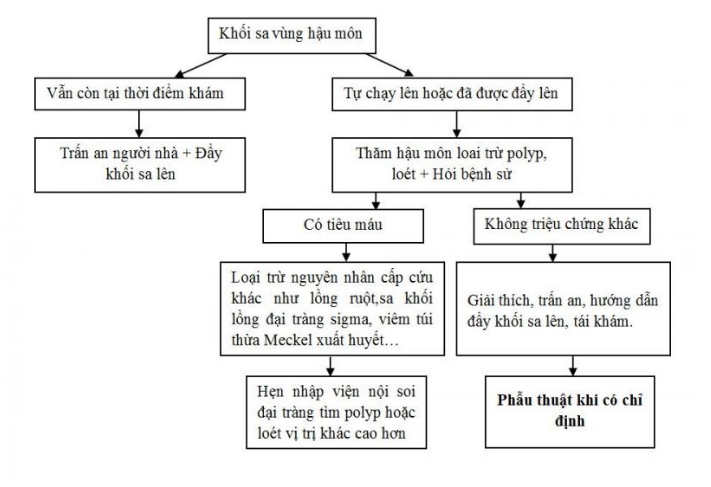 Khối sa vùng hậu môn
Vẫn còn tại thời điểm khám
Tự chạy lên hoặc đã được đẩy lên
Trấn an người nhà + Đẩy
khối sa lên
Thăm hậu môn loai trừ polyp,
loét + Hỏi bệnh sử
Có tiêu máu
Không triệu chứng khác
Loại trừ nguyên nhân cấp cứu
khác như lồng ruột,sa khối
lồng đại tràng sigma, viêm túi
thừa Meckel xuất huyết…
Giải thích, trấn an, hướng dẫn
đẩy khối sa lên, tái khám.
Hẹn nhập viện nội soi
đại tràng tìm polyp hoặc
loét vị trị khác cao hơn
Phẫu thuật khi có chỉ
định